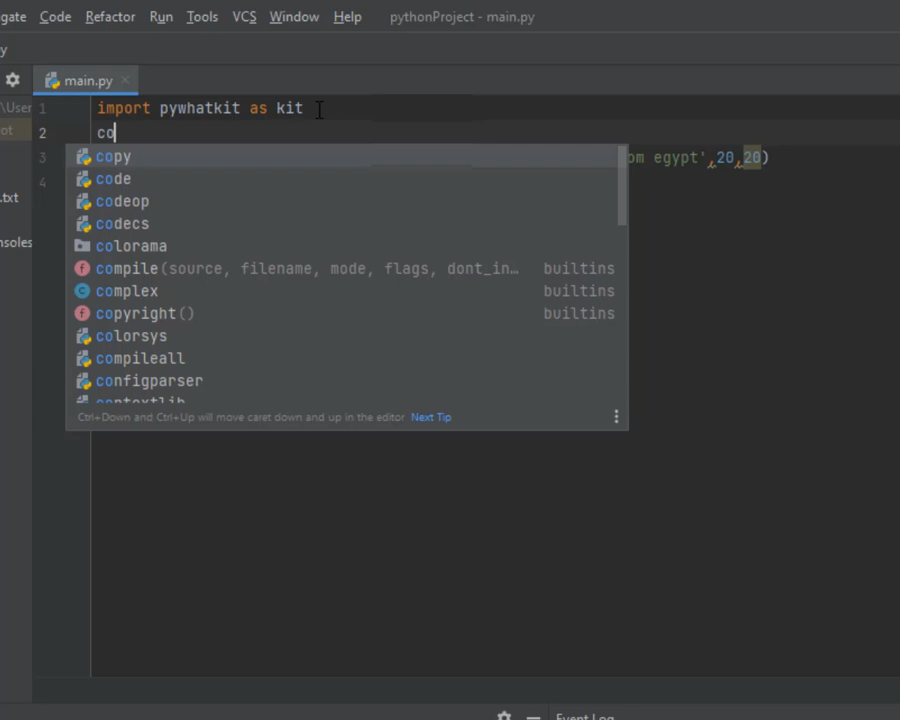 gate Code Refactor Run Tools VCS Window Help pythonProject - main.py
y
main.py
\User
ot
.txt
nsoles
1 import pywhatkit as kit
2 co
3 om egypt',20,20)
4
copy
code
codeop
codecs
colorama
compile(source, filename, mode, flags, dont_in… builtins
complex builtins
copyright() builtins
colorsys
compileall
configparser
contextlib
Ctrl+Down and Ctrl+Up will move caret down and up in the editor Next Tip
Event Log